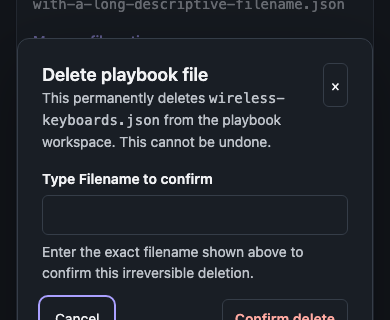 with-a-long-descriptive-filename.json
Delete playbook file
This permanently deletes wireless-
keyboards.json from the playbook
workspace. This cannot be undone.
×
Type Filename to confirm
Enter the exact filename shown above to
confirm this irreversible deletion.
Cancel
Confirm delete